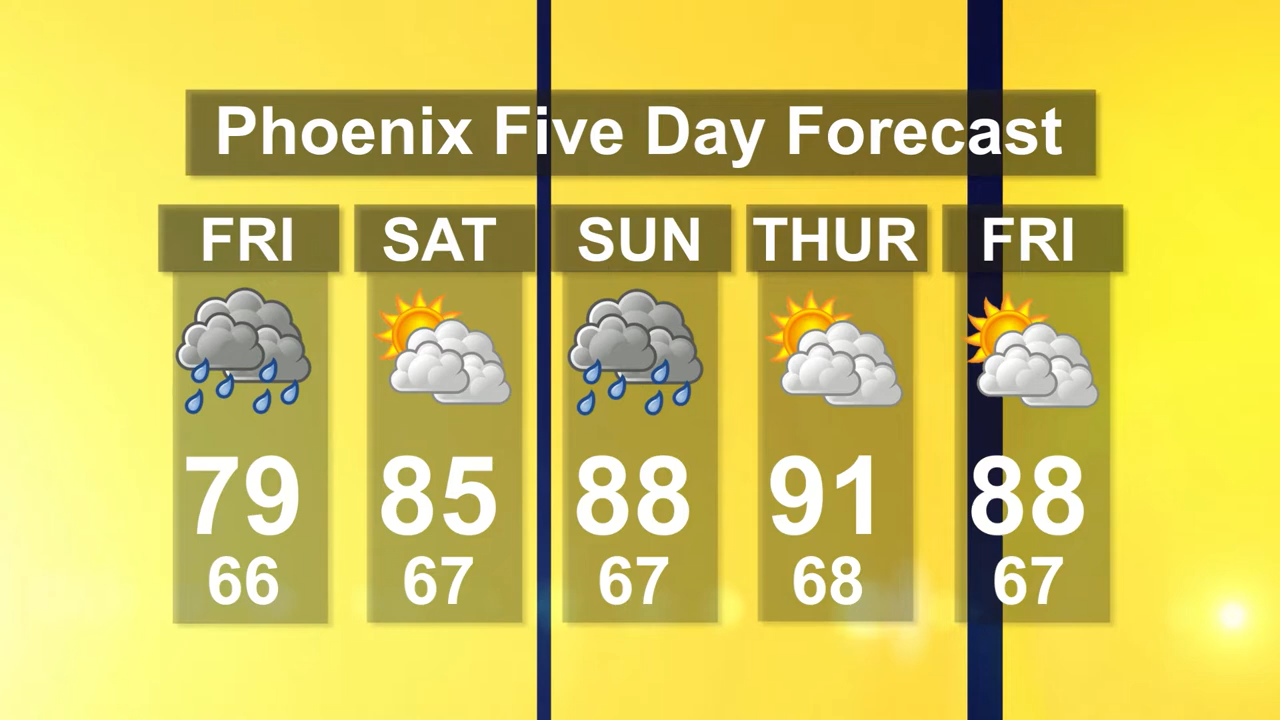 Phoenix Five Day Forecast
FRI SAT SUN THUR FRI
79 85 88 91 88
66 67 67 68 67